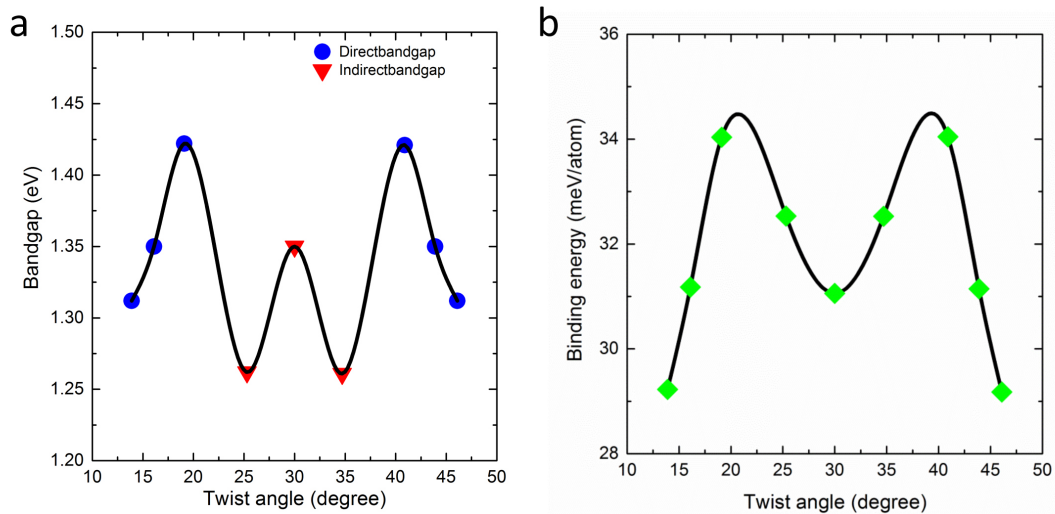 a
1.50
1.45
1.40
1.35
1.30
1.25
1.20
Bandgap (eV)
Directbandgap
Indirectbandgap
10 15 20 25 30 35 40 45 50
Twist angle (degree)
b
36
34
32
30
28
Binding energy (meV/atom)
10 15 20 25 30 35 40 45 50
Twist angle (degree)